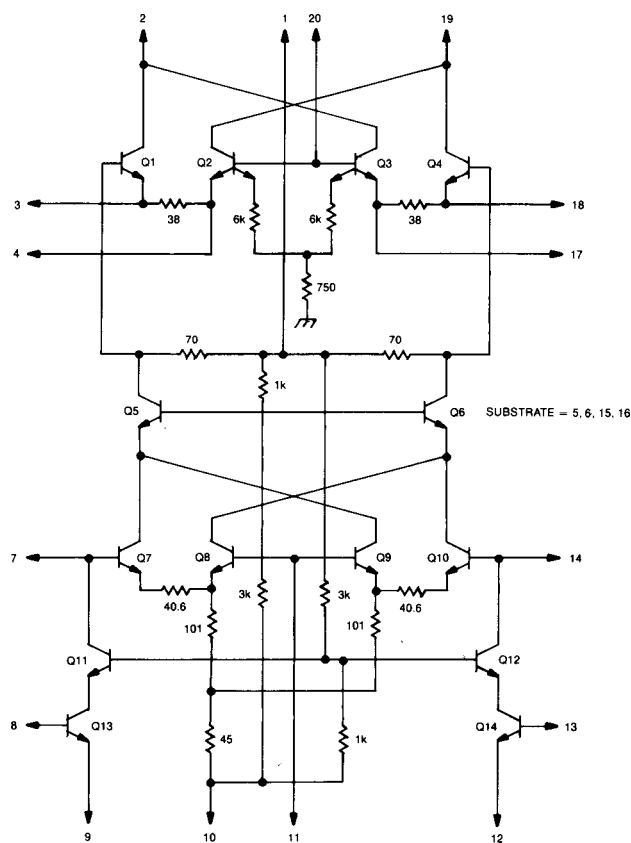 2 1 20 19
Q1 Q2 Q3 Q4
3 38 6k 6k 38 18
4 17
750
70 70
1k
Q5 Q6 SUBSTRATE = 5, 6, 15, 16
7 Q7 Q8 Q9 Q10 14
40.6 3k 3k 40.6
101 101
Q11 Q12
8 Q13 45 1k Q14 13
9 10 11 12